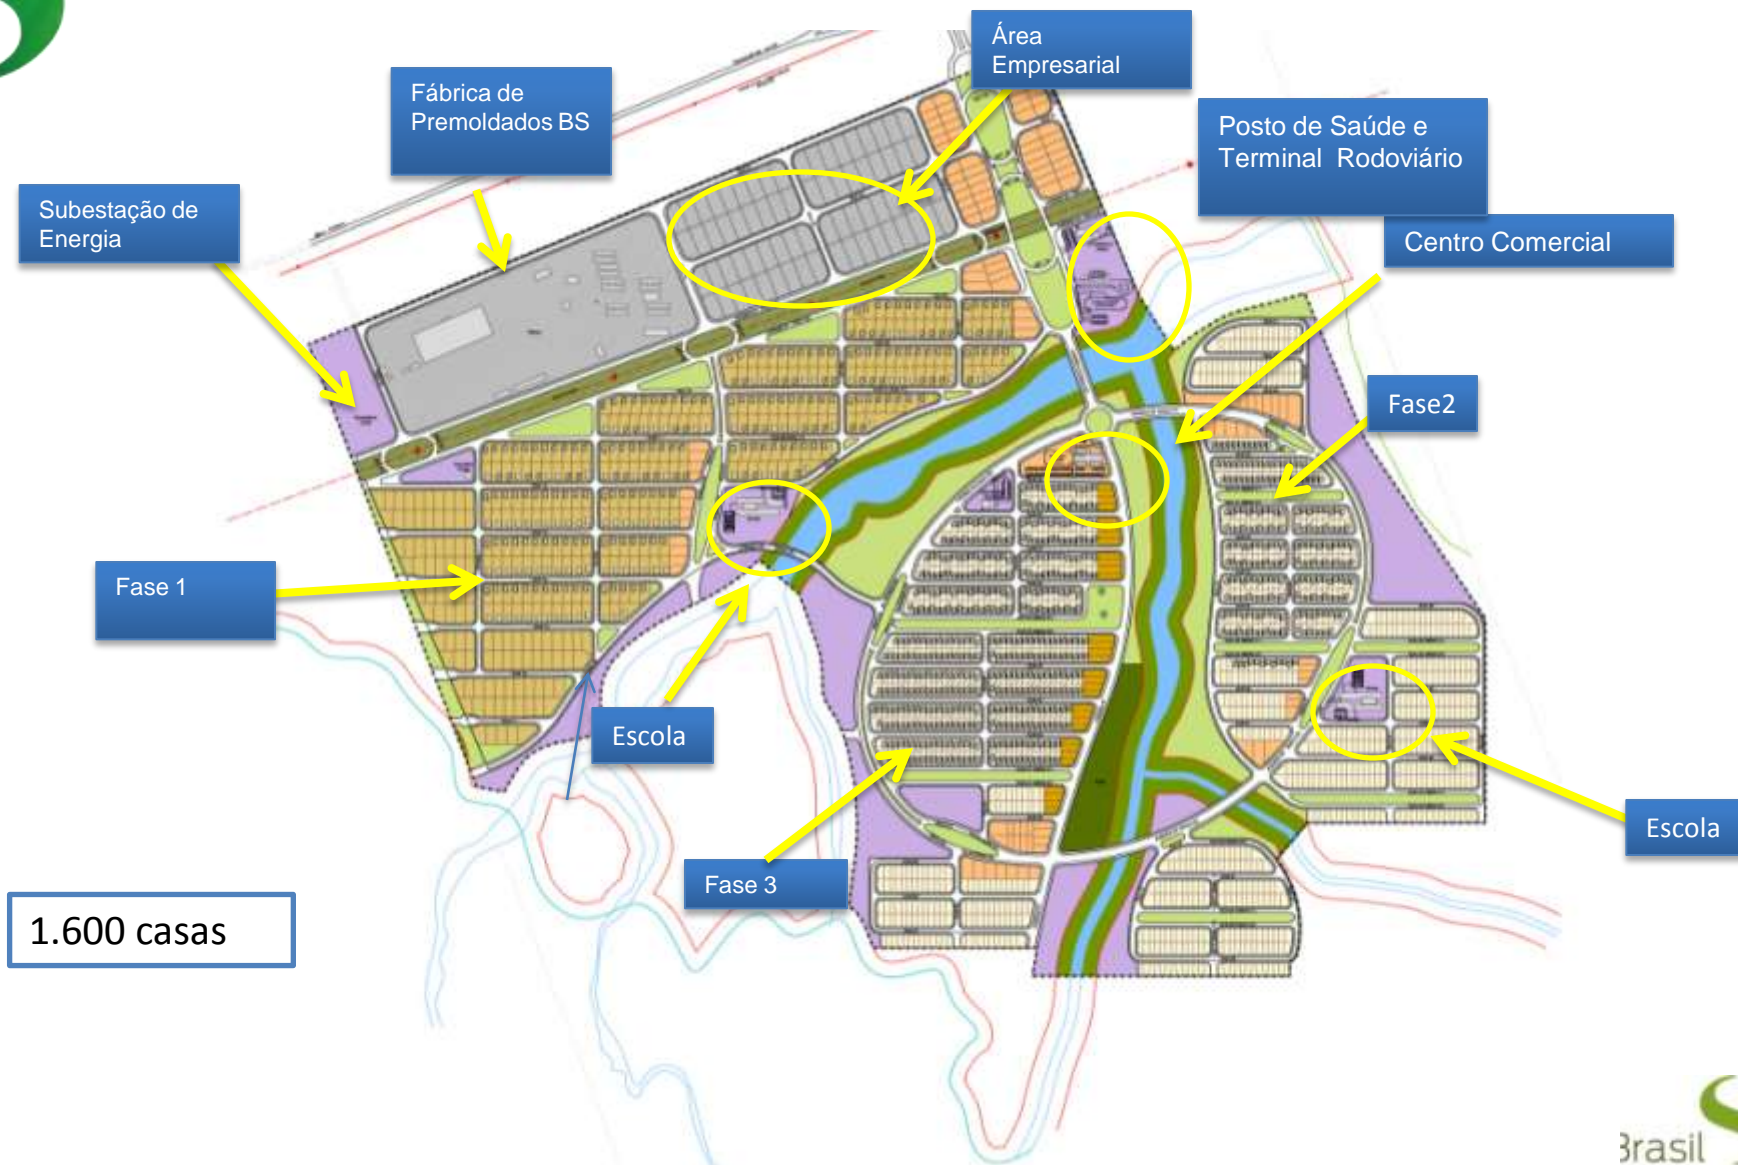 Área
Empresarial
Fábrica de
Premoldados BS
Posto de Saúde e
Terminal Rodoviário
Subestação de
Energia
Centro Comercial
Fase2
Fase 1
Escola
Escola
Fase 3
1.600 casas
Brasil